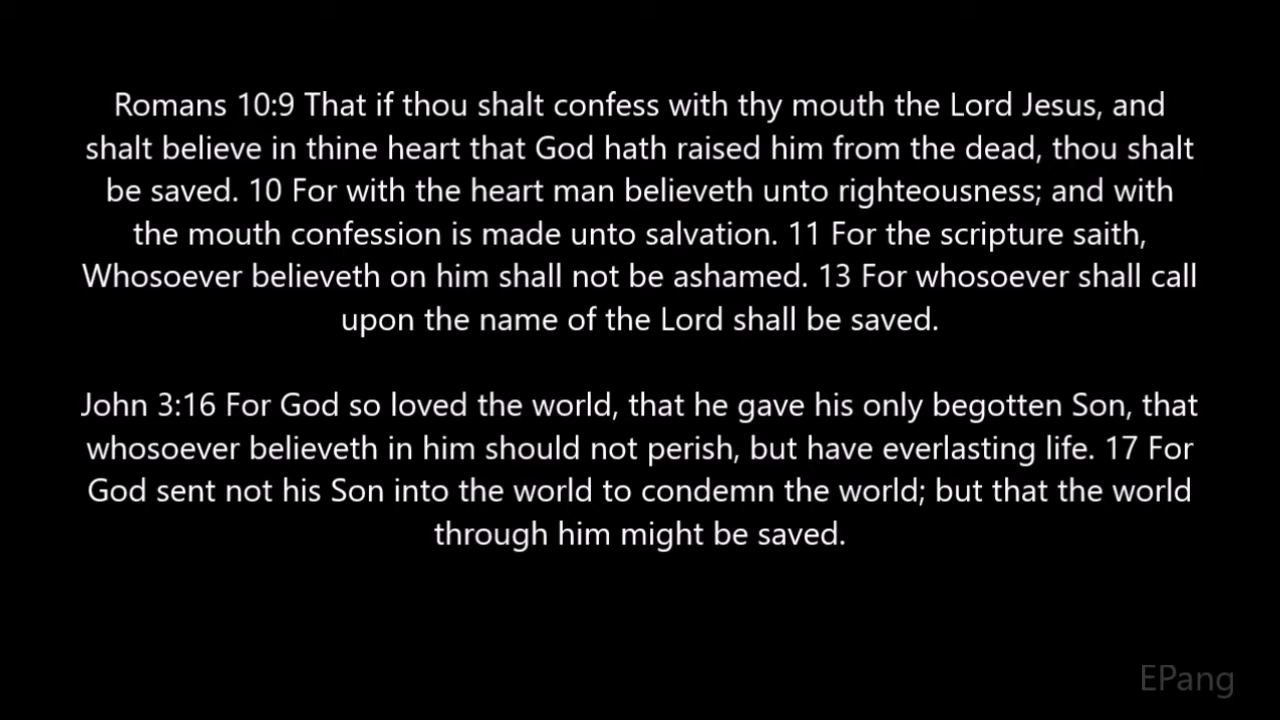 Romans 10:9 That if thou shalt confess with thy mouth the Lord Jesus, and
shalt believe in thine heart that God hath raised him from the dead, thou shalt
be saved. 10 For with the heart man believeth unto righteousness; and with
the mouth confession is made unto salvation. 11 For the scripture saith,
Whosoever believeth on him shall not be ashamed. 13 For whosoever shall call
upon the name of the Lord shall be saved.
John 3:16 For God so loved the world, that he gave his only begotten Son, that
whosoever believeth in him should not perish, but have everlasting life. 17 For
God sent not his Son into the world to condemn the world; but that the world
through him might be saved.
EPang